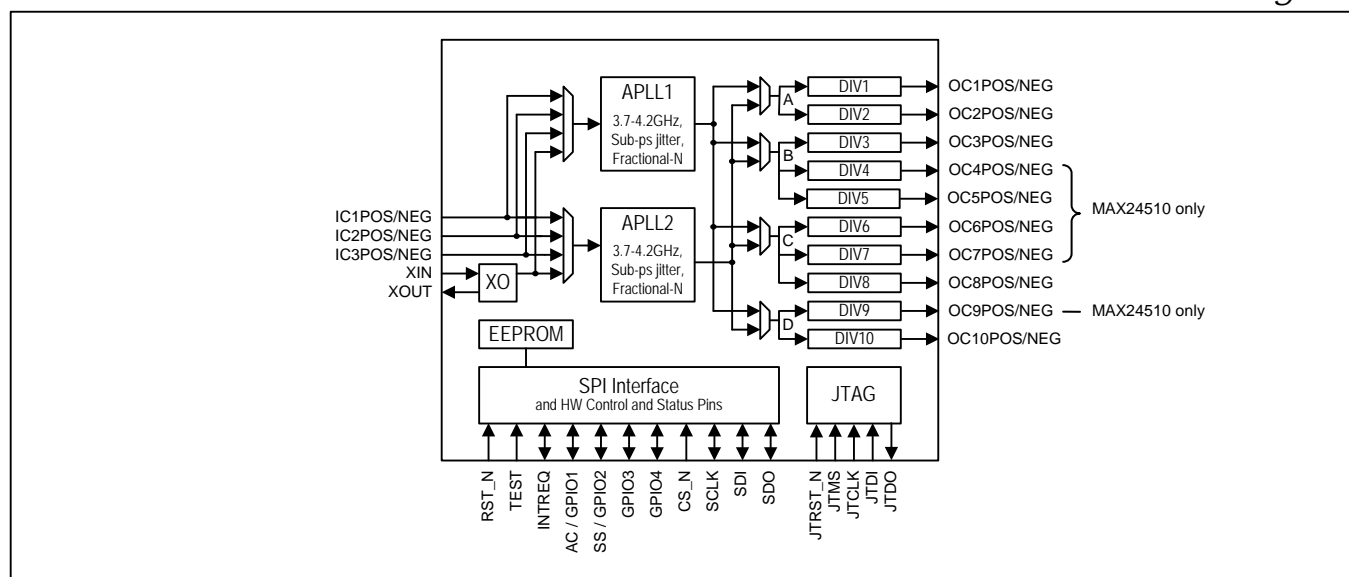 APLL1
3.7-4.2GHz,
Sub-ps jitter,
Fractional-N
APLL2
3.7-4.2GHz,
Sub-ps jitter,
Fractional-N
IC1POS/NEG
IC2POS/NEG
IC3POS/NEG
XIN
XOUT
XO
A
B
C
D
DIV1
DIV2
DIV3
DIV4
DIV5
DIV6
DIV7
DIV8
DIV9
DIV10
OC1POS/NEG
OC2POS/NEG
OC3POS/NEG
OC4POS/NEG
OC5POS/NEG
OC6POS/NEG
OC7POS/NEG
OC8POS/NEG
OC9POS/NEG
OC10POS/NEG
MAX24510 only
MAX24510 only
EEPROM
SPI Interface
and HW Control and Status Pins
JTAG
RST_N
TEST
INTREQ
AC / GPIO1
SS / GPIO2
GPIO3
GPIO4
CS_N
SCLK
SDI
SDO
JTRST_N
JTMS
JTCLK
JTDI
JTDO